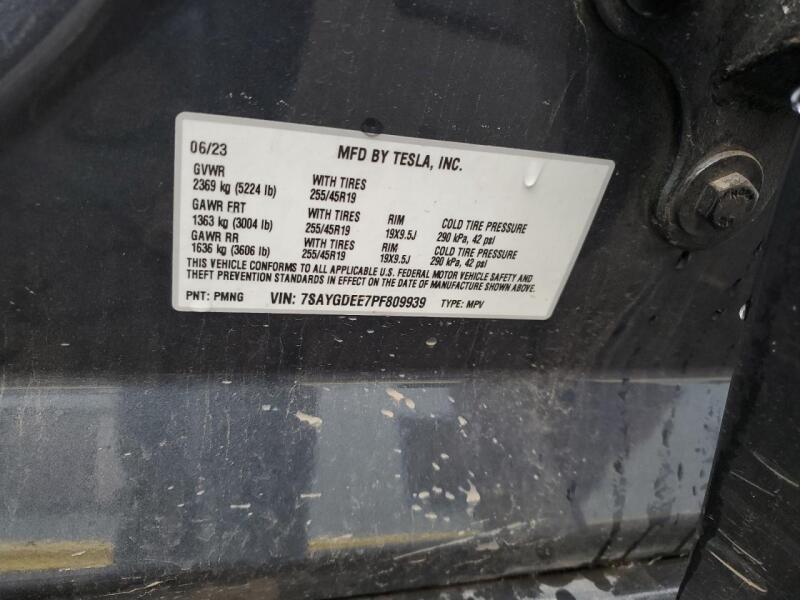 06/23 MFD BY TESLA, INC.
GVWR
2369 kg (5224 lb) WITH TIRES
255/45R19
GAWR FRT
1363 kg (3004 lb) WITH TIRES
255/45R19 RIM
19X9.5J COLD TIRE PRESSURE
290 kPa, 42 psi
GAWR RR
1636 kg (3606 lb) WITH TIRES
255/45R19 RIM
19X9.5J COLD TIRE PRESSURE
290 kPa, 42 psi
THIS VEHICLE CONFORMS TO ALL APPLICABLE U.S. FEDERAL MOTOR VEHICLE SAFETY AND
THEFT PREVENTION STANDARDS IN EFFECT ON THE DATE OF MANUFACTURE SHOWN ABOVE.
PNT: PMNG VIN: 7SAYGDEE7PF809939 TYPE: MPV